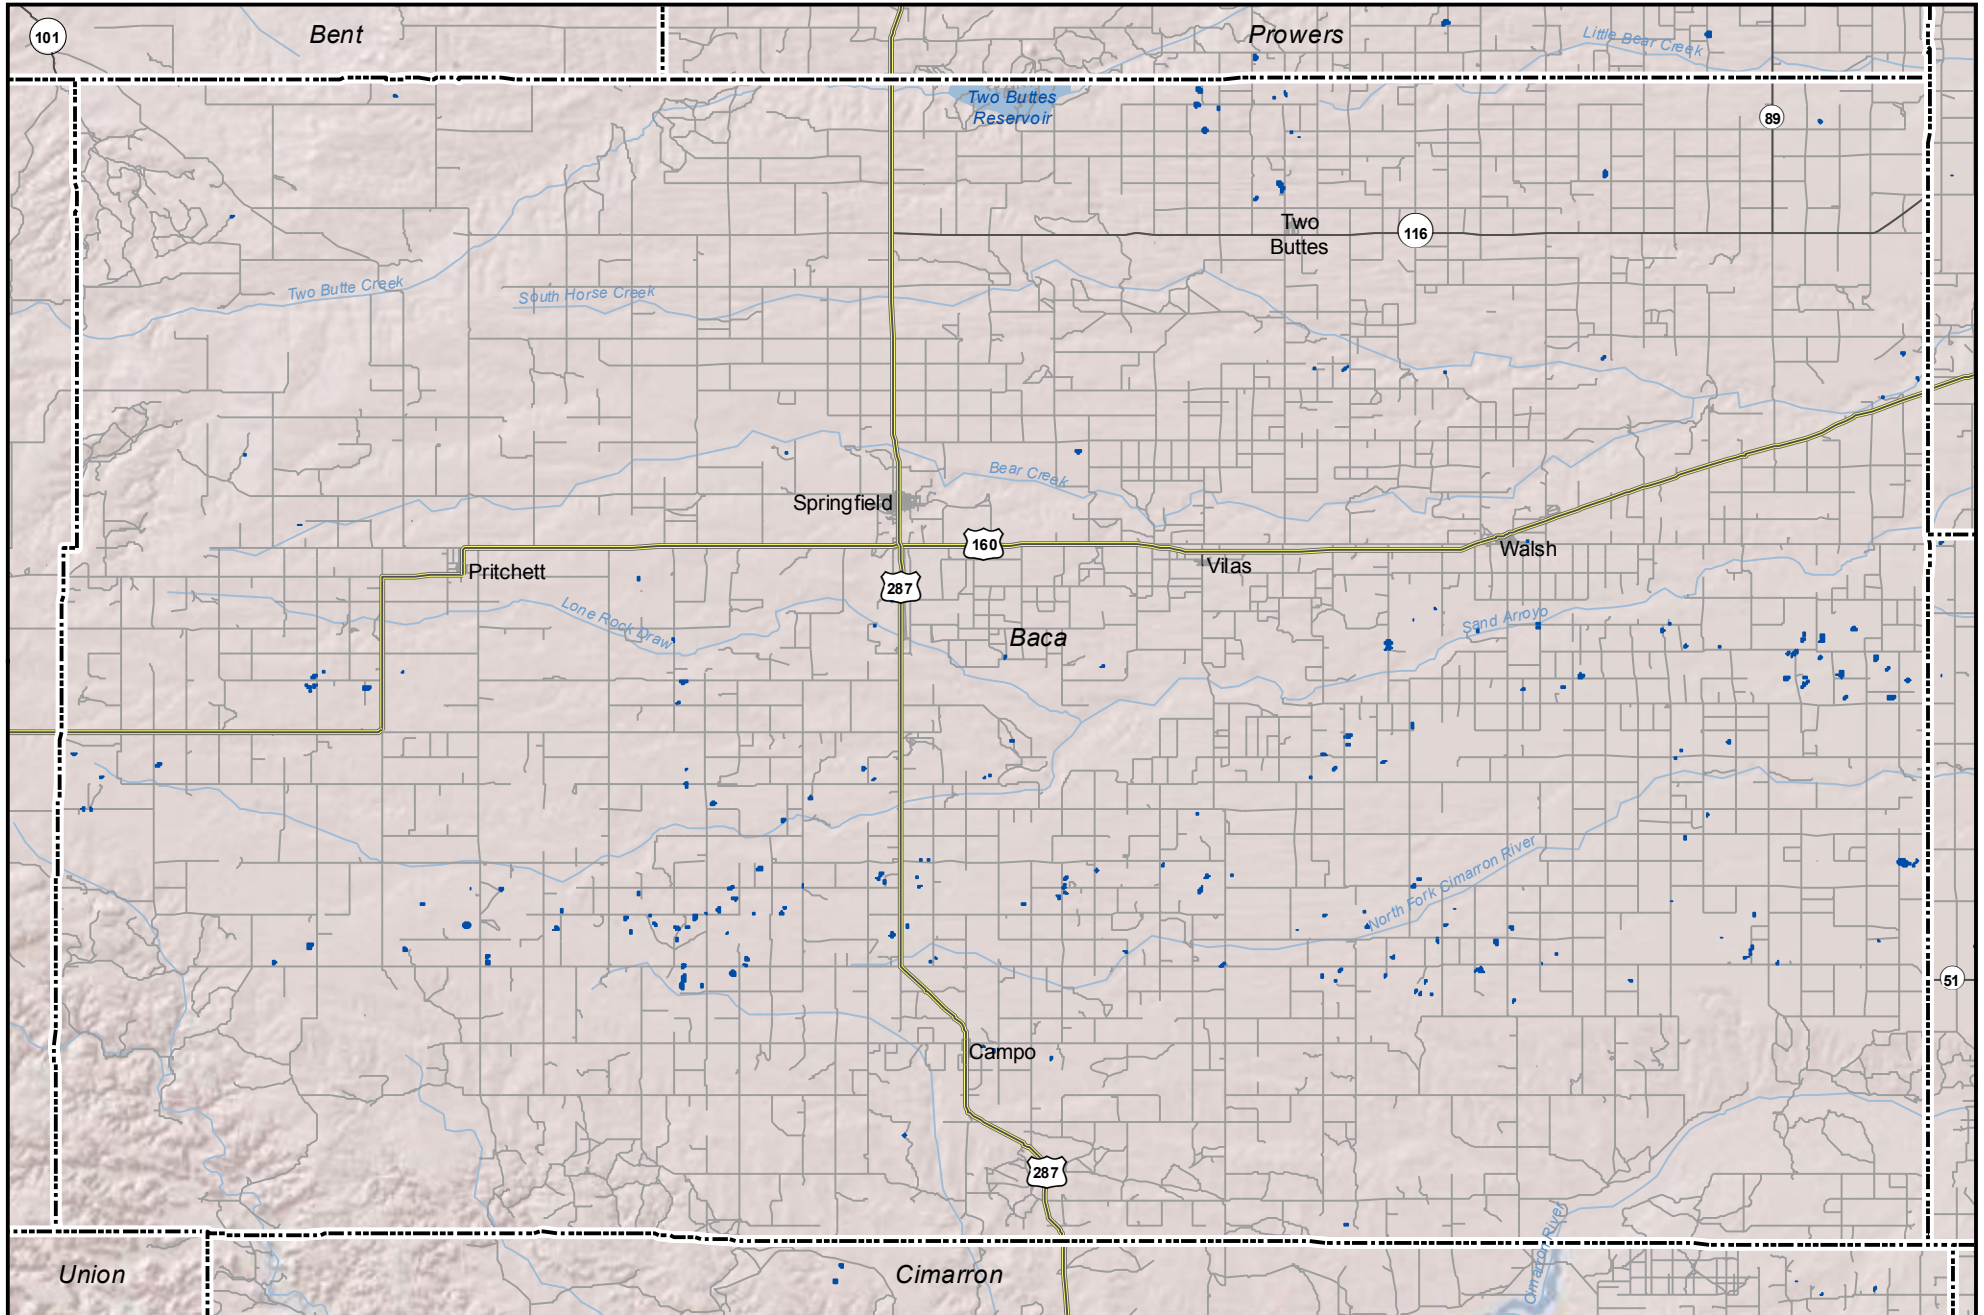 101
Bent
Prowers
Little Bear Creek
Two Buttes
Reservoir
89
Two
Buttes
116
Two Butte Creek
South Horse Creek
Bear Creek
Springfield
160
Walsh
Pritchett
Vilas
287
Lone Rock Draw
Sand Arroyo
Baca
North Fork Cimarron River
51
Campo
287
Cimarron River
Union
Cimarron